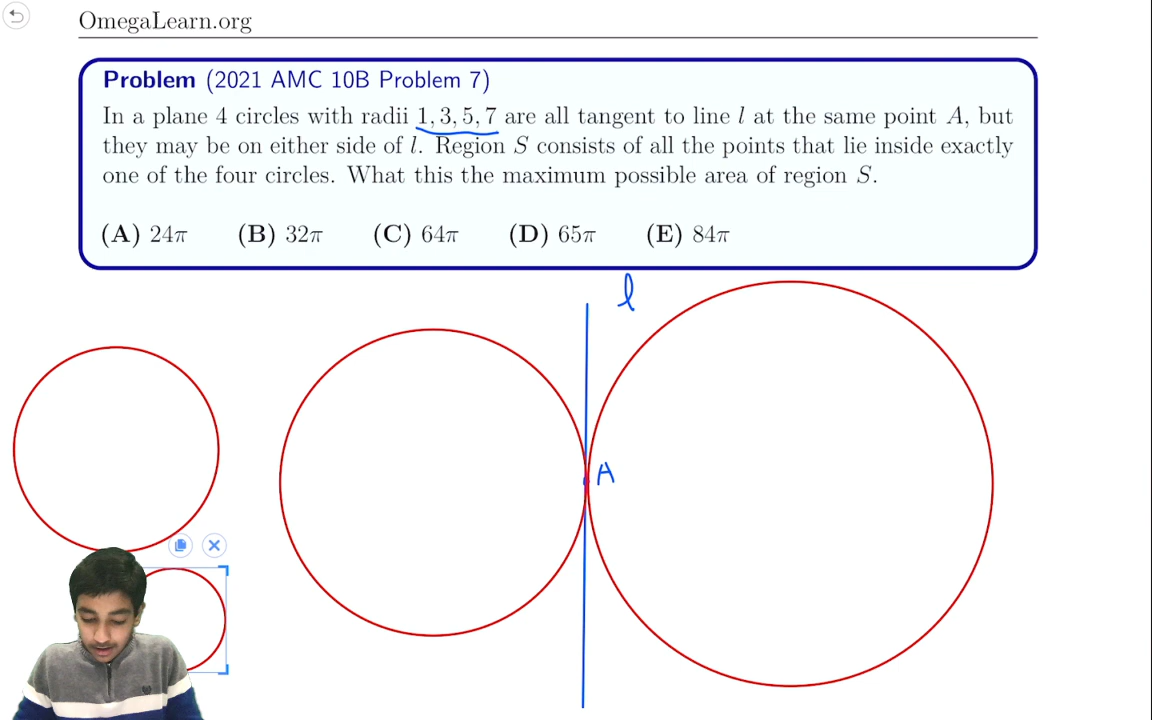 OmegaLearn.org
Problem (2021 AMC 10B Problem 7)
In a plane 4 circles with radii 1, 3, 5, 7 are all tangent to line l at the same point A, but
they may be on either side of l. Region S consists of all the points that lie inside exactly
one of the four circles. What this the maximum possible area of region S.
(A) 24π (B) 32π (C) 64π (D) 65π (E) 84π
l
A